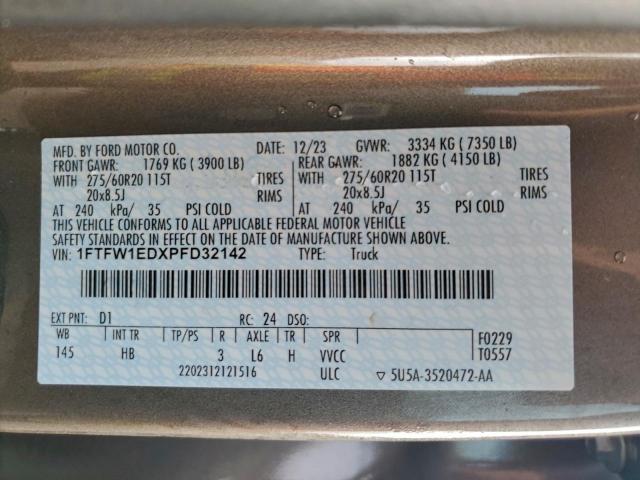 MFD. BY FORD MOTOR CO. DATE: 12/23 GVWR: 3334 KG ( 7350 LB)
FRONT GAWR: 1769 KG ( 3900 LB) REAR GAWR: 1882 KG ( 4150 LB)
WITH 275/60R20 115T TIRES WITH 275/60R20 115T TIRES
20x8.5J RIMS 20x8.5J RIMS
AT 240 kPa/ 35 PSI COLD AT 240 kPa/ 35 PSI COLD
THIS VEHICLE CONFORMS TO ALL APPLICABLE FEDERAL MOTOR VEHICLE
SAFETY STANDARDS IN EFFECT ON THE DATE OF MANUFACTURE SHOWN ABOVE.
VIN: 1FTFW1EDXPFD32142 TYPE: Truck
EXT PNT: D1 RC: 24 DSO:
WB INT TR TP/PS R AXLE TR SPR F0229
145 HB 3 L6 H VVCC T0557
2202312121516 ULC ▽ 5U5A-3520472-AA